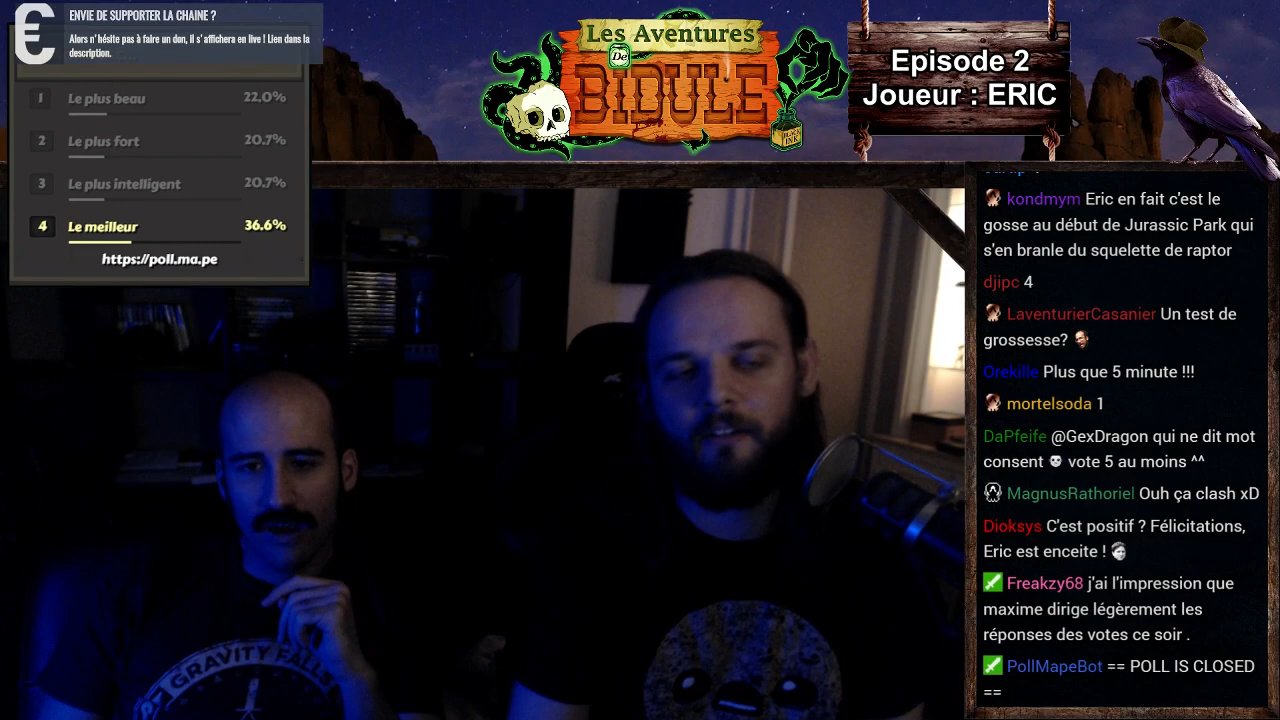 €
ENVIE DE SUPPORTER LA CHAINE ?
Alors n'hésite pas à faire un don, il s'affichera en live ! Lien dans la
description.
1 Le plus beau 22.0%
2 Le plus fort 20.7%
3 Le plus intelligent 20.7%
4 Le meilleur 36.6%
https://poll.ma.pe
Les Aventures
De
BIDULE
BLACK
INK
Episode 2
Joueur : ERIC
kondmym Eric en fait c'est le
gosse au début de Jurassic Park qui
s'en branle du squelette de raptor
djipc 4
LaventurierCasanier Un test de
grossesse?
Orekille Plus que 5 minute !!!
mortelsoda 1
DaPfeife @GexDragon qui ne dit mot
consent vote 5 au moins ^^
MagnusRathoriel Ouh ça clash xD
Dioksys C'est positif ? Félicitations,
Eric est enceite !
Freakzy68 j'ai l'impression que
maxime dirige légèrement les
réponses des votes ce soir .
PollMapeBot == POLL IS CLOSED
==
GRAVITY FALL